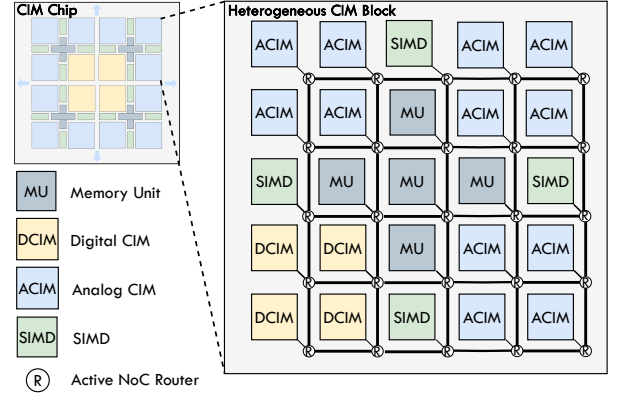 CIM Chip
Heterogeneous CIM Block
ACIM ACIM SIMD ACIM ACIM
R R R R R
ACIM ACIM MU ACIM ACIM
R R R R R
SIMD MU MU MU SIMD
R R R R R
DCIM DCIM MU ACIM ACIM
R R R R R
DCIM DCIM SIMD ACIM ACIM
R R R R R
MU Memory Unit
DCIM Digital CIM
ACIM Analog CIM
SIMD SIMD
R Active NoC Router